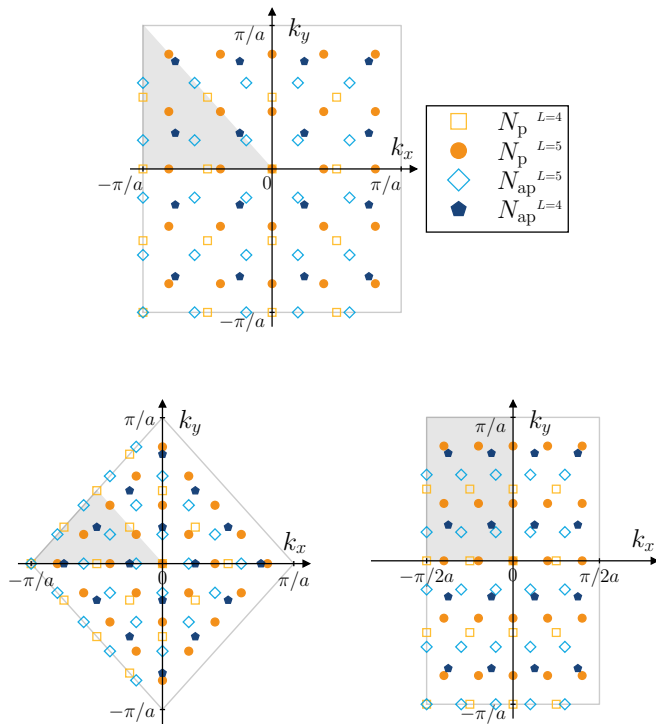 π/a k_y
k_x
−π/a 0 π/a
−π/a
N_p L=4
N_p L=5
N_ap L=5
N_ap L=4
π/a k_y
k_x
−π/a 0 π/a
−π/a
π/a k_y
k_x
−π/2a 0 π/2a
−π/a